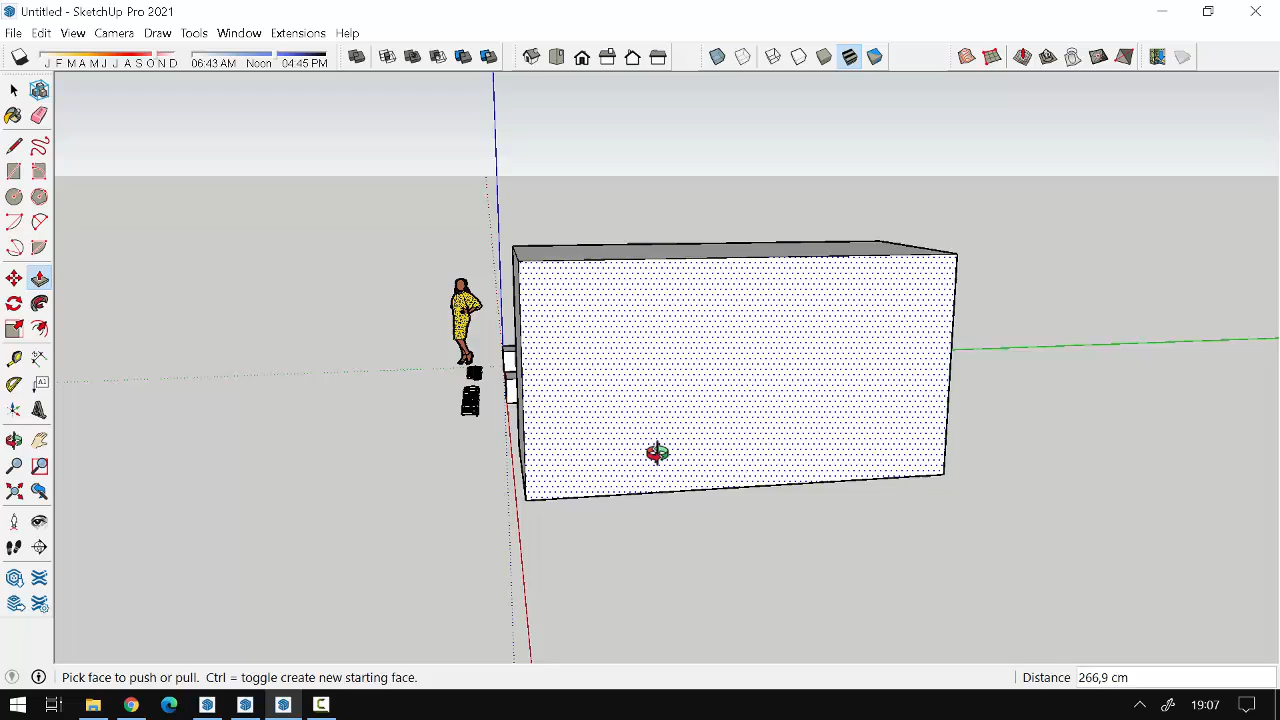 Untitled - SketchUp Pro 2021
File Edit View Camera Draw Tools Window Extensions Help
J F M A M J J A S O N D 06:43 AM Noon 04:45 PM
A1
Pick face to push or pull. Ctrl = toggle create new starting face. Distance 266,9 cm
19:07